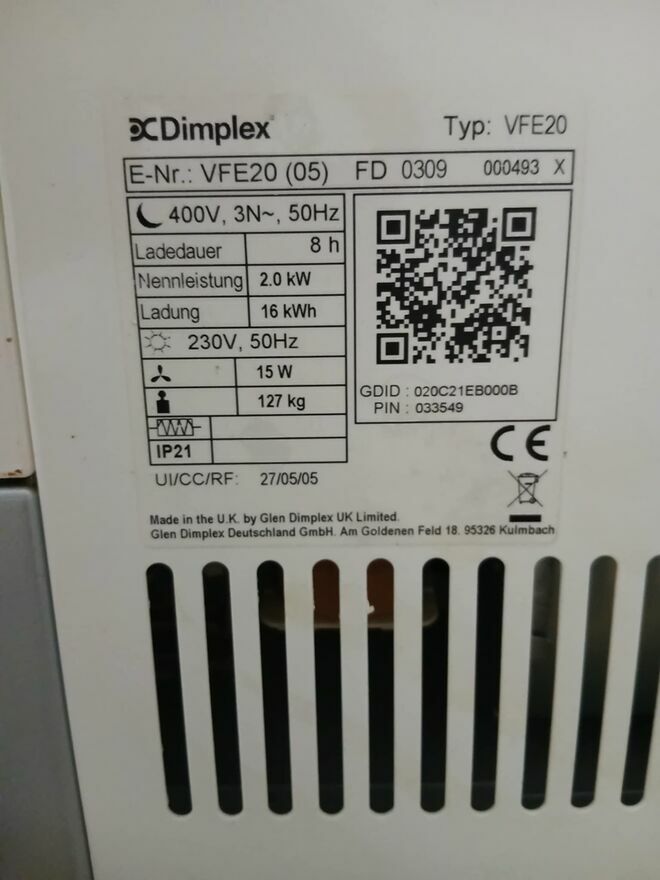 Dimplex
Typ: VFE20
E-Nr.: VFE20 (05) FD 0309 000493 X
400V, 3N~, 50Hz
Ladedauer 8 h
Nennleistung 2.0 kW
Ladung 16 kWh
230V, 50Hz
15 W
127 kg
IP21
GDID : 020C21EB000B
PIN : 033549
CE
UI/CC/RF: 27/05/05
Made in the U.K. by Glen Dimplex UK Limited.
Glen Dimplex Deutschland GmbH. Am Goldenen Feld 18. 95326 Kulmbach